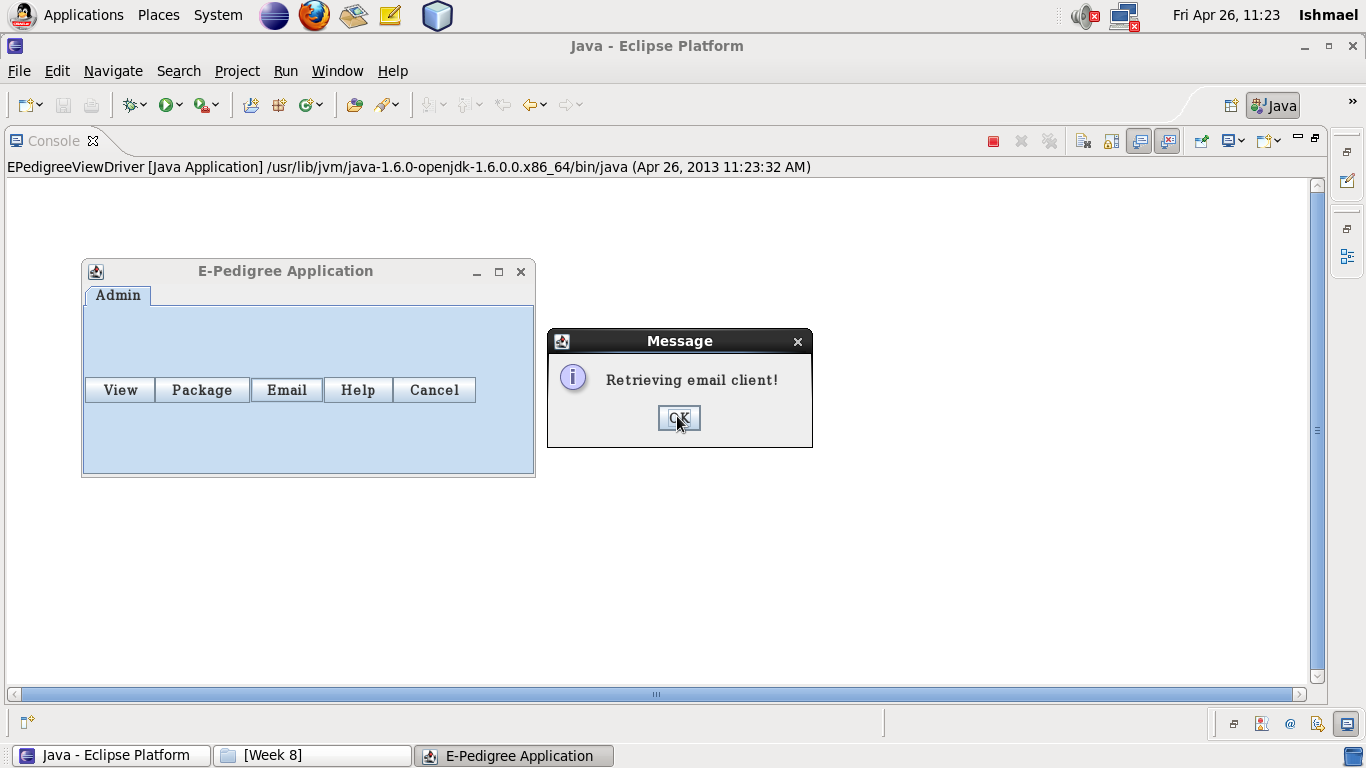 Applications Places System Fri Apr 26, 11:23 Ishmael
Java - Eclipse Platform
File Edit Navigate Search Project Run Window Help
Java
Console
EPedigreeViewDriver [Java Application] /usr/lib/jvm/java-1.6.0-openjdk-1.6.0.0.x86_64/bin/java (Apr 26, 2013 11:23:32 AM)
E-Pedigree Application
Admin
View Package Email Help Cancel
Message
Retrieving email client!
OK
Java - Eclipse Platform [Week 8] E-Pedigree Application